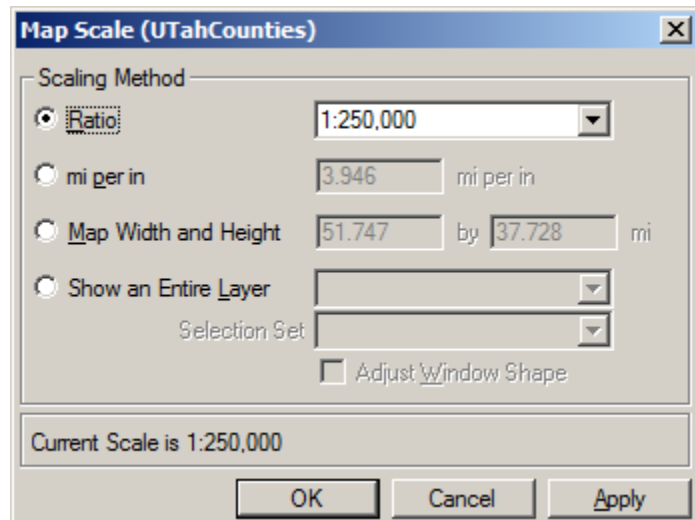 Map Scale (UTahCounties)
Scaling Method
Ratio 1:250,000
mi per in 3.946 mi per in
Map Width and Height 51.747 by 37.728 mi
Show an Entire Layer
Selection Set
Adjust Window Shape
Current Scale is 1:250,000
OK Cancel Apply